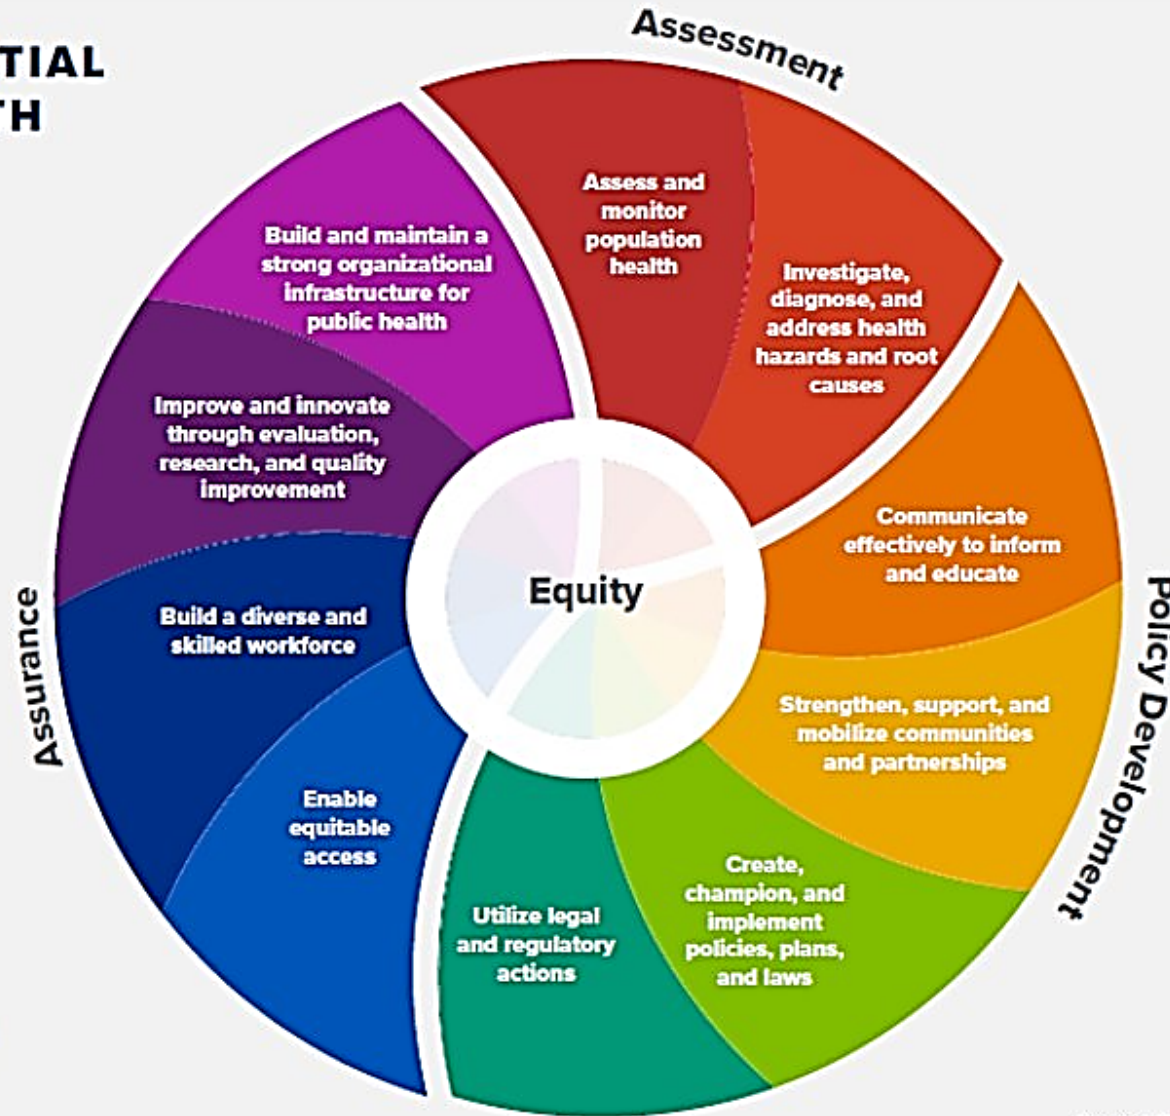 TIAL
TH
Assessment
Assess and
monitor
population
health
Investigate,
diagnose, and
address health
hazards and root
causes
Communicate
effectively to inform
and educate
Strengthen, support, and
mobilize communities
and partnerships
Create,
champion, and
implement
policies, plans,
and laws
Utilize legal
and regulatory
actions
Policy Development
Enable
equitable
access
Build a diverse and
skilled workforce
Improve and innovate
through evaluation,
research, and quality
improvement
Build and maintain a
strong organizational
infrastructure for
public health
Assurance
Equity